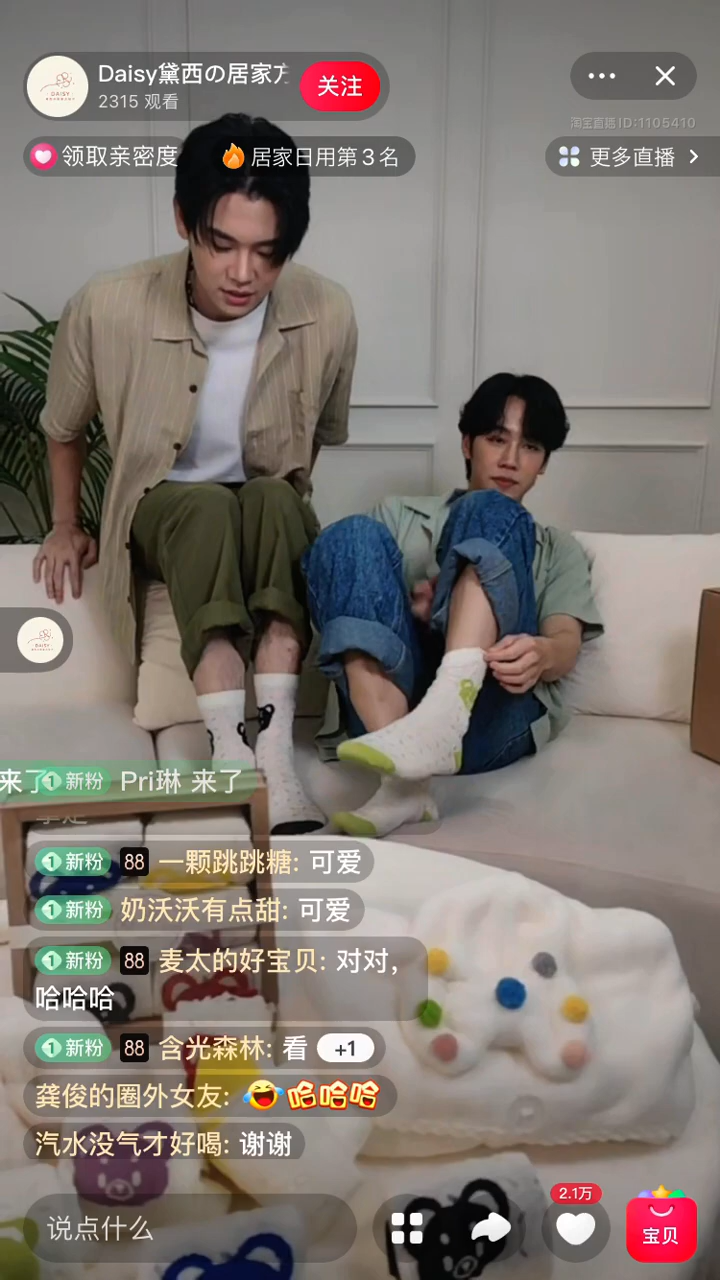 Daisy黛西の居家方
2315 观看
关注
淘宝直播ID:1105410
领取亲密度
居家日用第3名
更多直播
DAISY
来了
1 新粉 Pri琳 来了
1 新粉 88 一颗跳跳糖: 可爱
1 新粉 奶沃沃有点甜: 可爱
1 新粉 88 麦太的好宝贝: 对对,
哈哈哈
1 新粉 88 含光森林: 看 +1
龚俊的圈外女友: 哈哈哈
汽水没气才好喝: 谢谢
说点什么
2.1万
宝贝